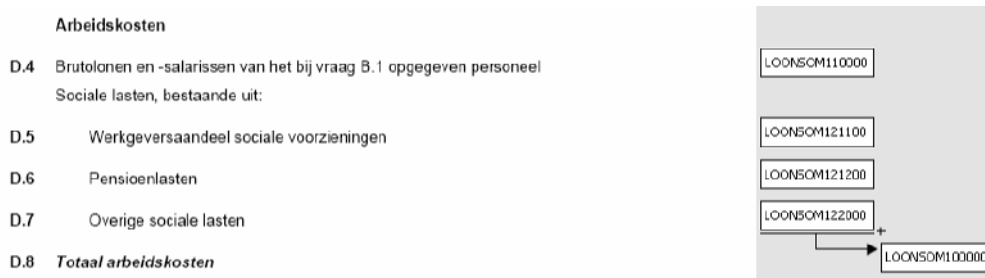 Arbeidskosten
D.4 Brutolonen en -salarissen van het bij vraag B.1 opgegeven personeel LOONSOM110000
Sociale lasten, bestaande uit:
D.5 Werkgeversaandeel sociale voorzieningen LOONSOM121100
D.6 Pensioenlasten LOONSOM121200
D.7 Overige sociale lasten LOONSOM122000
+
D.8 Totaal arbeidskosten LOONSOM100000